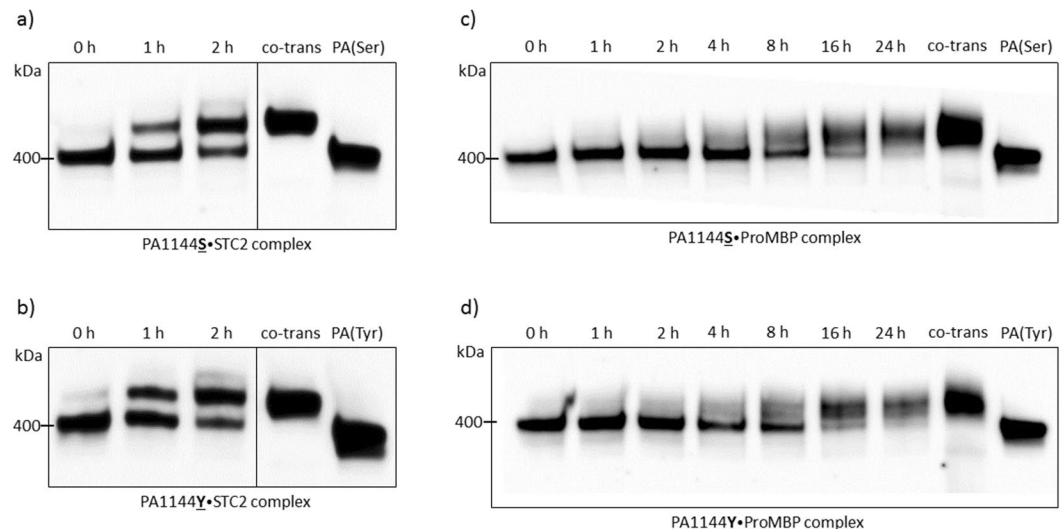 a)
0 h 1 h 2 h co-trans PA(Ser)
kDa
400
PA1144S•STC2 complex
c)
0 h 1 h 2 h 4 h 8 h 16 h 24 h co-trans PA(Ser)
kDa
400
PA1144S•ProMBP complex
b)
0 h 1 h 2 h co-trans PA(Tyr)
kDa
400
PA1144Y•STC2 complex
d)
0 h 1 h 2 h 4 h 8 h 16 h 24 h co-trans PA(Tyr)
kDa
400
PA1144Y•ProMBP complex